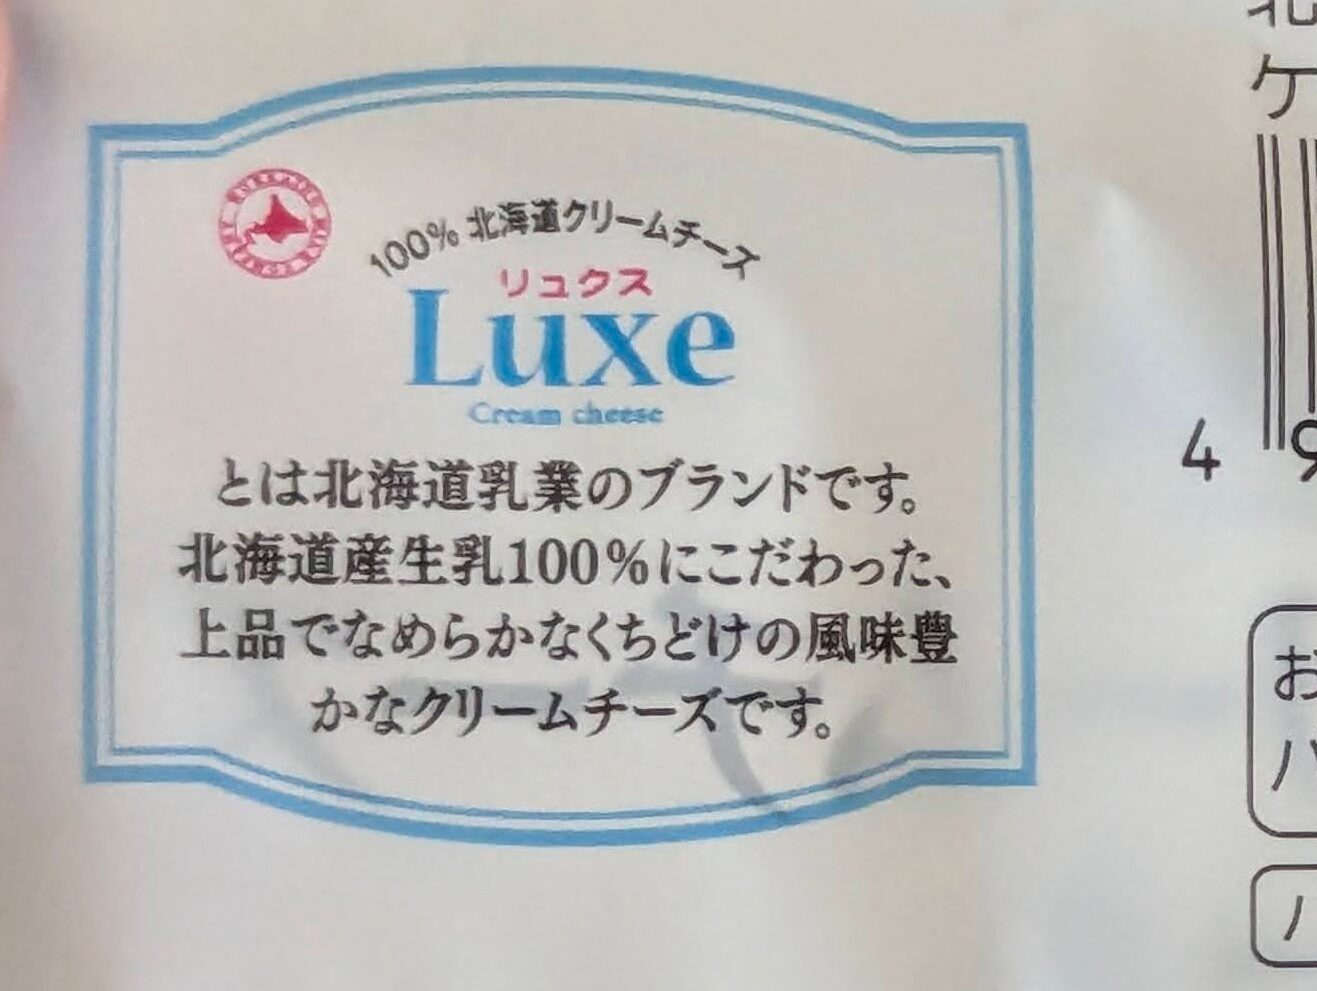 100% 北海道クリームチーズ
リュクス
Luxe
Cream cheese
とは北海道乳業のブランドです。
北海道産生乳100%にこだわった、
上品でなめらかなくちどけの風味豊
かなクリームチーズです。
北
ケ
4 9
お
ハ